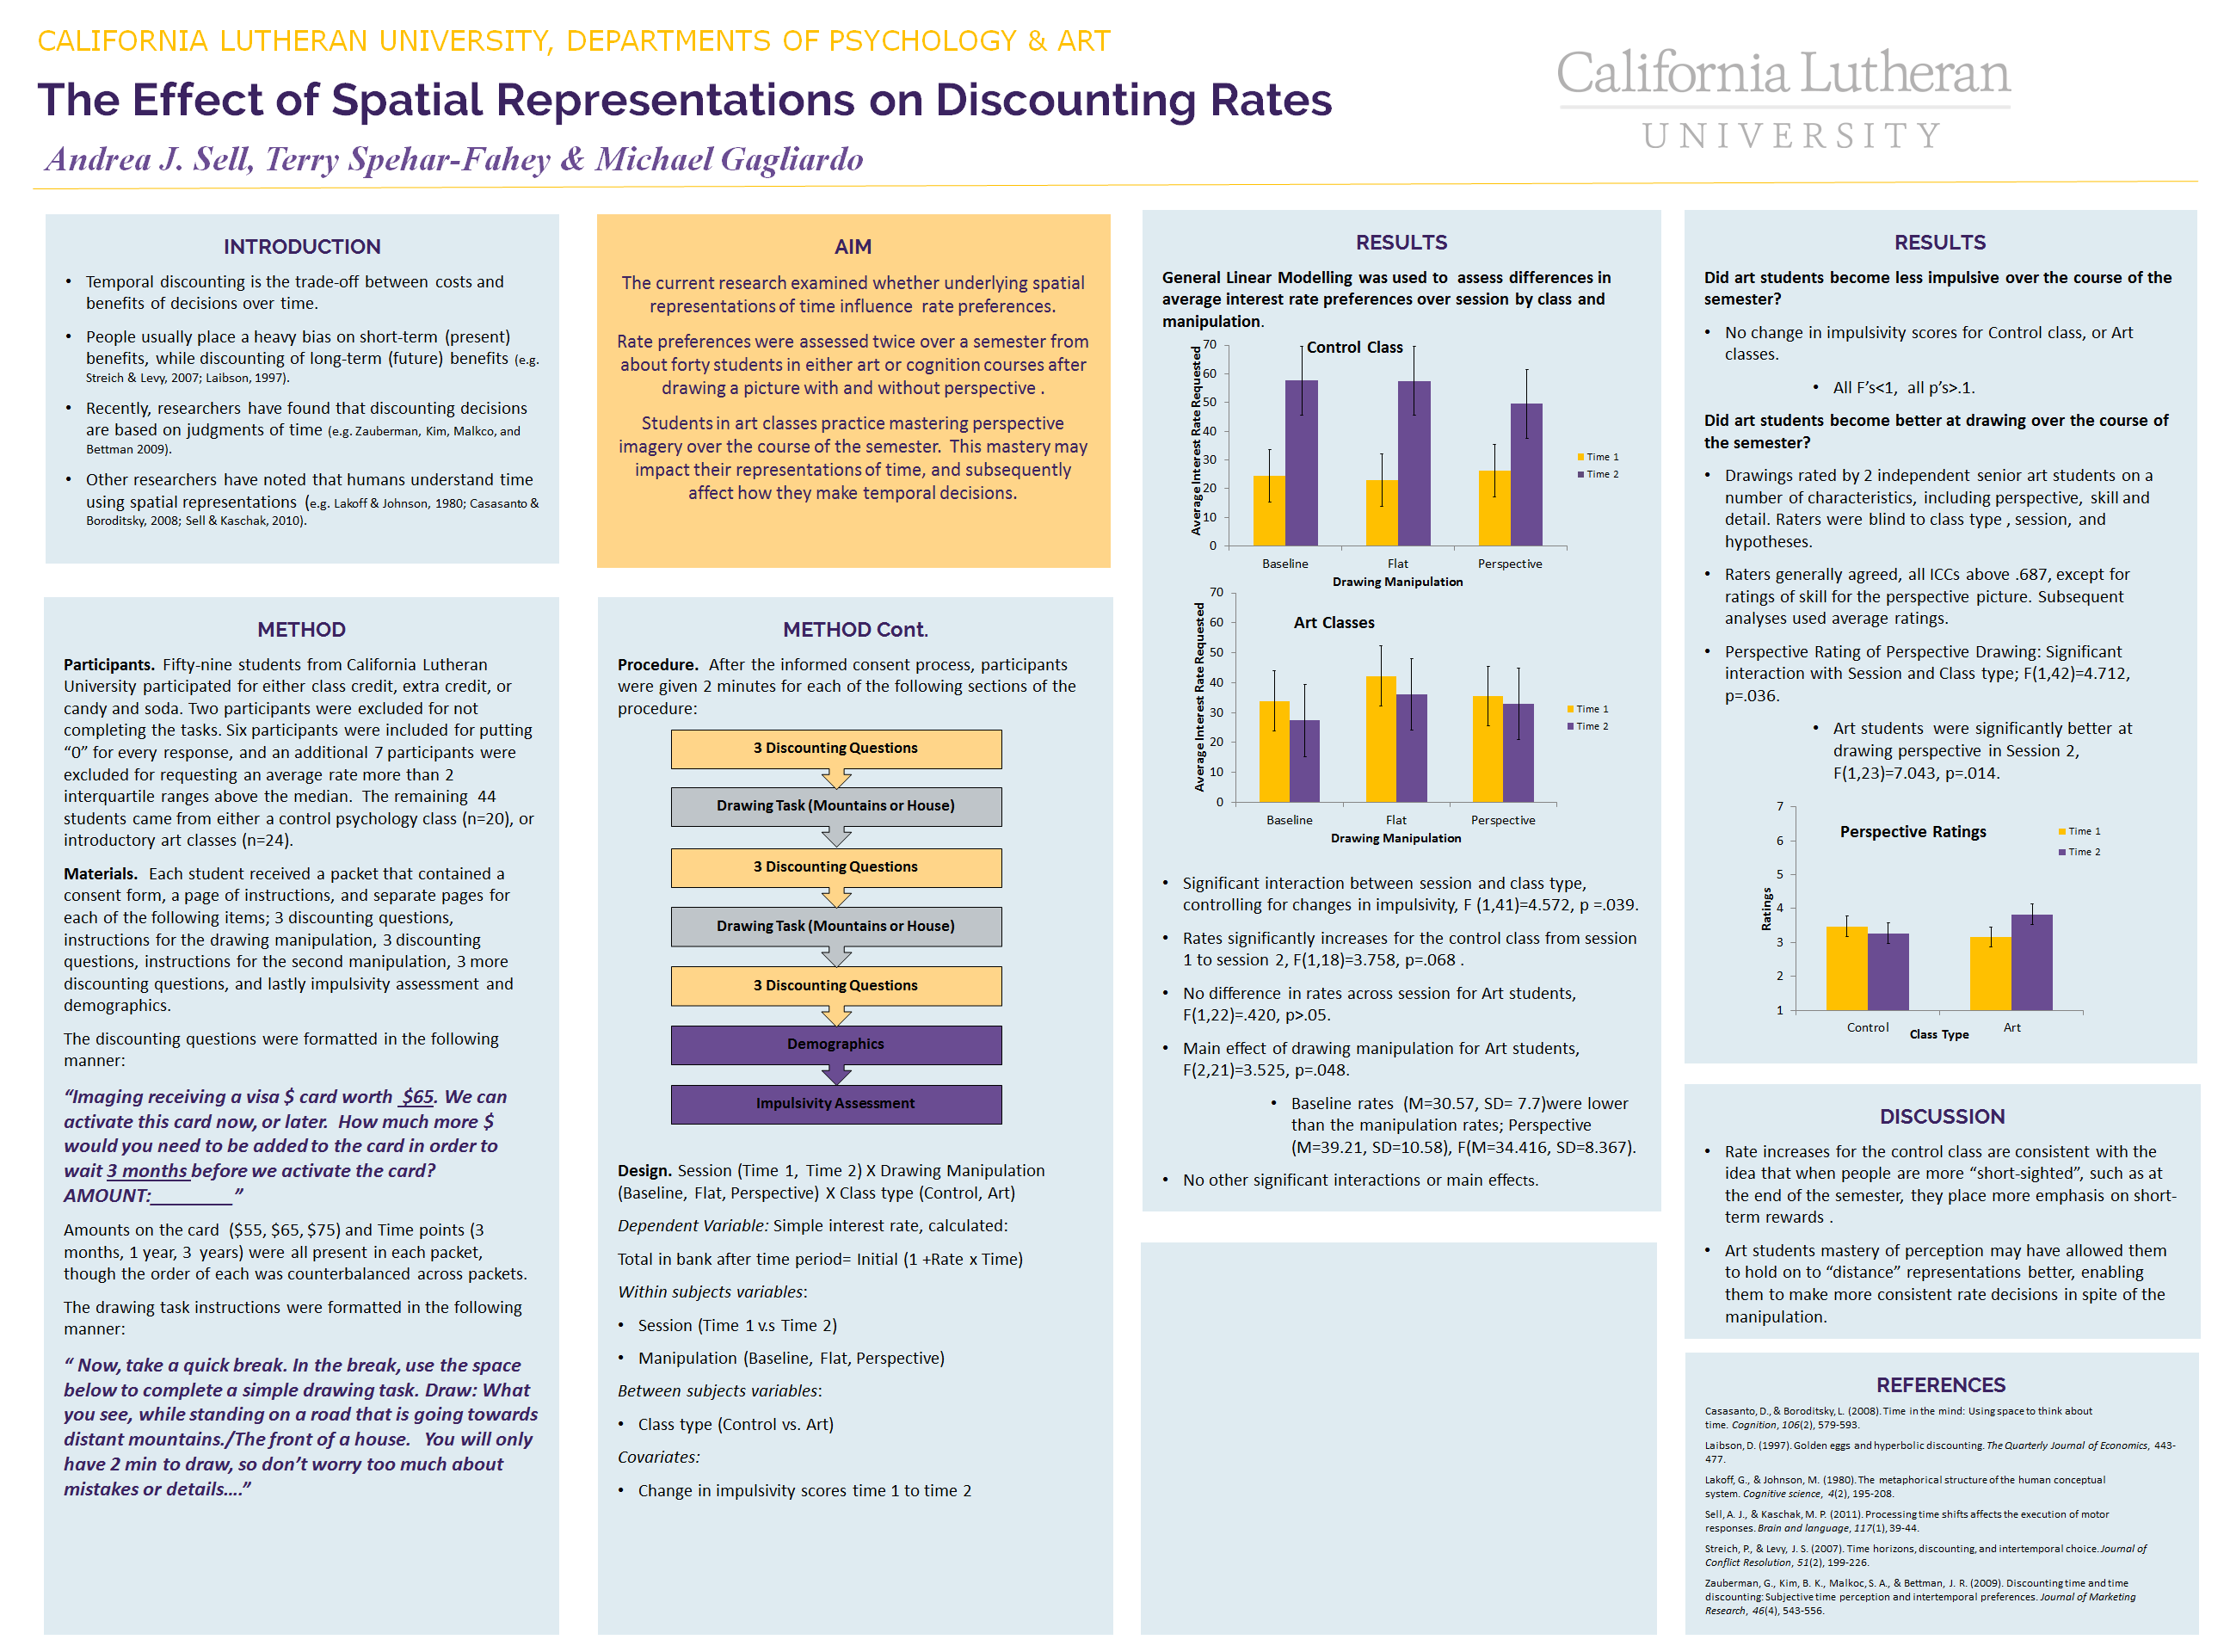 CALIFORNIA LUTHERAN UNIVERSITY, DEPARTMENTS OF PSYCHOLOGY & ART
The Effect of Spatial Representations on Discounting Rates
Andrea J. Sell, Terry Spehar-Fahey & Michael Gagliardo
California Lutheran
UNIVERSITY
INTRODUCTION
• Temporal discounting is the trade-off between costs and
benefits of decisions over time.
• People usually place a heavy bias on short-term (present)
benefits, while discounting of long-term (future) benefits (e.g.
Streich & Levy, 2007; Laibson, 1997).
• Recently, researchers have found that discounting decisions
are based on judgments of time (e.g. Zauberman, Kim, Malkco, and
Bettman 2009).
• Other researchers have noted that humans understand time
using spatial representations (e.g. Lakoff & Johnson, 1980; Casasanto &
Boroditsky, 2008; Sell & Kaschak, 2010).
METHOD
Participants. Fifty-nine students from California Lutheran
University participated for either class credit, extra credit, or
candy and soda. Two participants were excluded for not
completing the tasks. Six participants were included for putting
“0” for every response, and an additional 7 participants were
excluded for requesting an average rate more than 2
interquartile ranges above the median. The remaining 44
students came from either a control psychology class (n=20), or
introductory art classes (n=24).
Materials. Each student received a packet that contained a
consent form, a page of instructions, and separate pages for
each of the following items; 3 discounting questions,
instructions for the drawing manipulation, 3 discounting
questions, instructions for the second manipulation, 3 more
discounting questions, and lastly impulsivity assessment and
demographics.
The discounting questions were formatted in the following
manner:
“Imaging receiving a visa $ card worth $65. We can
activate this card now, or later. How much more $
would you need to be added to the card in order to
wait 3 months before we activate the card?
AMOUNT:_________”
Amounts on the card ($55, $65, $75) and Time points (3
months, 1 year, 3 years) were all present in each packet,
though the order of each was counterbalanced across packets.
The drawing task instructions were formatted in the following
manner:
“ Now, take a quick break. In the break, use the space
below to complete a simple drawing task. Draw: What
you see, while standing on a road that is going towards
distant mountains./The front of a house. You will only
have 2 min to draw, so don’t worry too much about
mistakes or details….”
AIM
The current research examined whether underlying spatial
representations of time influence rate preferences.
Rate preferences were assessed twice over a semester from
about forty students in either art or cognition courses after
drawing a picture with and without perspective .
Students in art classes practice mastering perspective
imagery over the course of the semester. This mastery may
impact their representations of time, and subsequently
affect how they make temporal decisions.
METHOD Cont.
Procedure. After the informed consent process, participants
were given 2 minutes for each of the following sections of the
procedure:
3 Discounting Questions
Drawing Task (Mountains or House)
3 Discounting Questions
Drawing Task (Mountains or House)
3 Discounting Questions
Demographics
Impulsivity Assessment
Design. Session (Time 1, Time 2) X Drawing Manipulation
(Baseline, Flat, Perspective) X Class type (Control, Art)
Dependent Variable: Simple interest rate, calculated:
Total in bank after time period= Initial (1 +Rate x Time)
Within subjects variables:
• Session (Time 1 v.s Time 2)
• Manipulation (Baseline, Flat, Perspective)
Between subjects variables:
• Class type (Control vs. Art)
Covariates:
• Change in impulsivity scores time 1 to time 2
RESULTS
General Linear Modelling was used to assess differences in
average interest rate preferences over session by class and
manipulation.
Control Class
Average Interest Rate Requested
70
60
50
40
30
20
10
0
Baseline Flat Perspective
Drawing Manipulation
Time 1
Time 2
Art Classes
Average Interest Rate Requested
70
60
50
40
30
20
10
0
Baseline Flat Perspective
Drawing Manipulation
Time 1
Time 2
• Significant interaction between session and class type,
controlling for changes in impulsivity, F (1,41)=4.572, p =.039.
• Rates significantly increases for the control class from session
1 to session 2, F(1,18)=3.758, p=.068 .
• No difference in rates across session for Art students,
F(1,22)=.420, p>.05.
• Main effect of drawing manipulation for Art students,
F(2,21)=3.525, p=.048.
• Baseline rates (M=30.57, SD= 7.7)were lower
than the manipulation rates; Perspective
(M=39.21, SD=10.58), F(M=34.416, SD=8.367).
• No other significant interactions or main effects.
RESULTS
Did art students become less impulsive over the course of the
semester?
• No change in impulsivity scores for Control class, or Art
classes.
• All F’s<1, all p’s>.1.
Did art students become better at drawing over the course of
the semester?
• Drawings rated by 2 independent senior art students on a
number of characteristics, including perspective, skill and
detail. Raters were blind to class type , session, and
hypotheses.
• Raters generally agreed, all ICCs above .687, except for
ratings of skill for the perspective picture. Subsequent
analyses used average ratings.
• Perspective Rating of Perspective Drawing: Significant
interaction with Session and Class type; F(1,42)=4.712,
p=.036.
• Art students were significantly better at
drawing perspective in Session 2,
F(1,23)=7.043, p=.014.
Perspective Ratings
Ratings
7
6
5
4
3
2
1
Control Art
Class Type
Time 1
Time 2
DISCUSSION
• Rate increases for the control class are consistent with the
idea that when people are more “short-sighted”, such as at
the end of the semester, they place more emphasis on short-
term rewards .
• Art students mastery of perception may have allowed them
to hold on to “distance” representations better, enabling
them to make more consistent rate decisions in spite of the
manipulation.
REFERENCES
Casasanto, D., & Boroditsky, L. (2008). Time in the mind: Using space to think about
time. Cognition, 106(2), 579-593.
Laibson, D. (1997). Golden eggs and hyperbolic discounting. The Quarterly Journal of Economics, 443-
477.
Lakoff, G., & Johnson, M. (1980). The metaphorical structure of the human conceptual
system. Cognitive science, 4(2), 195-208.
Sell, A. J., & Kaschak, M. P. (2011). Processing time shifts affects the execution of motor
responses. Brain and language, 117(1), 39-44.
Streich, P., & Levy, J. S. (2007). Time horizons, discounting, and intertemporal choice. Journal of
Conflict Resolution, 51(2), 199-226.
Zauberman, G., Kim, B. K., Malkoc, S. A., & Bettman, J. R. (2009). Discounting time and time
discounting: Subjective time perception and intertemporal preferences. Journal of Marketing
Research, 46(4), 543-556.